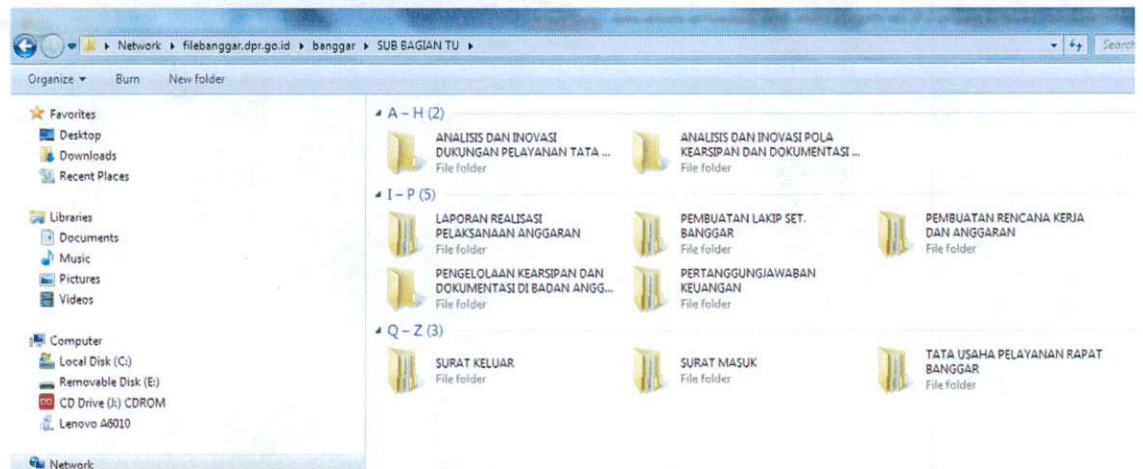 Network ▸ filebanggar.dpr.go.id ▸ banggar ▸ SUB BAGIAN TU ▸
Search
Organize Burn New folder
Favorites
Desktop
Downloads
Recent Places
Libraries
Documents
Music
Pictures
Videos
Computer
Local Disk (C:)
Removable Disk (E:)
CD Drive (J:) CDROM
Lenovo A6010
Network
A – H (2)
ANALISIS DAN INOVASI
DUKUNGAN PELAYANAN TATA ...
File folder
ANALISIS DAN INOVASI POLA
KEARSIPAN DAN DOKUMENTASI ...
File folder
I – P (5)
LAPORAN REALISASI
PELAKSANAAN ANGGARAN
File folder
PEMBUATAN LAKIP SET.
BANGGAR
File folder
PEMBUATAN RENCANA KERJA
DAN ANGGARAN
File folder
PENGELOLAAN KEARSIPAN DAN
DOKUMENTASI DI BADAN ANGG...
File folder
PERTANGGUNGJAWABAN
KEUANGAN
File folder
Q – Z (3)
SURAT KELUAR
File folder
SURAT MASUK
File folder
TATA USAHA PELAYANAN RAPAT
BANGGAR
File folder